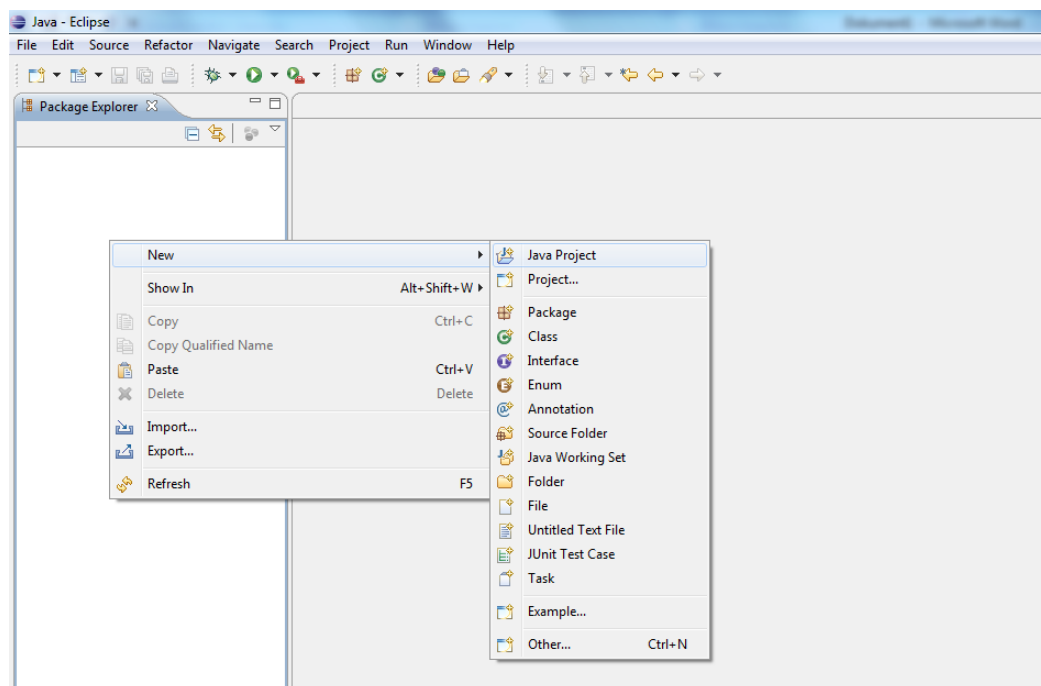 Java - Eclipse
File Edit Source Refactor Navigate Search Project Run Window Help
Package Explorer
New
Show In Alt+Shift+W
Copy Ctrl+C
Copy Qualified Name
Paste Ctrl+V
Delete Delete
Import...
Export...
Refresh F5
Java Project
Project...
Package
Class
Interface
Enum
Annotation
Source Folder
Java Working Set
Folder
File
Untitled Text File
JUnit Test Case
Task
Example...
Other... Ctrl+N